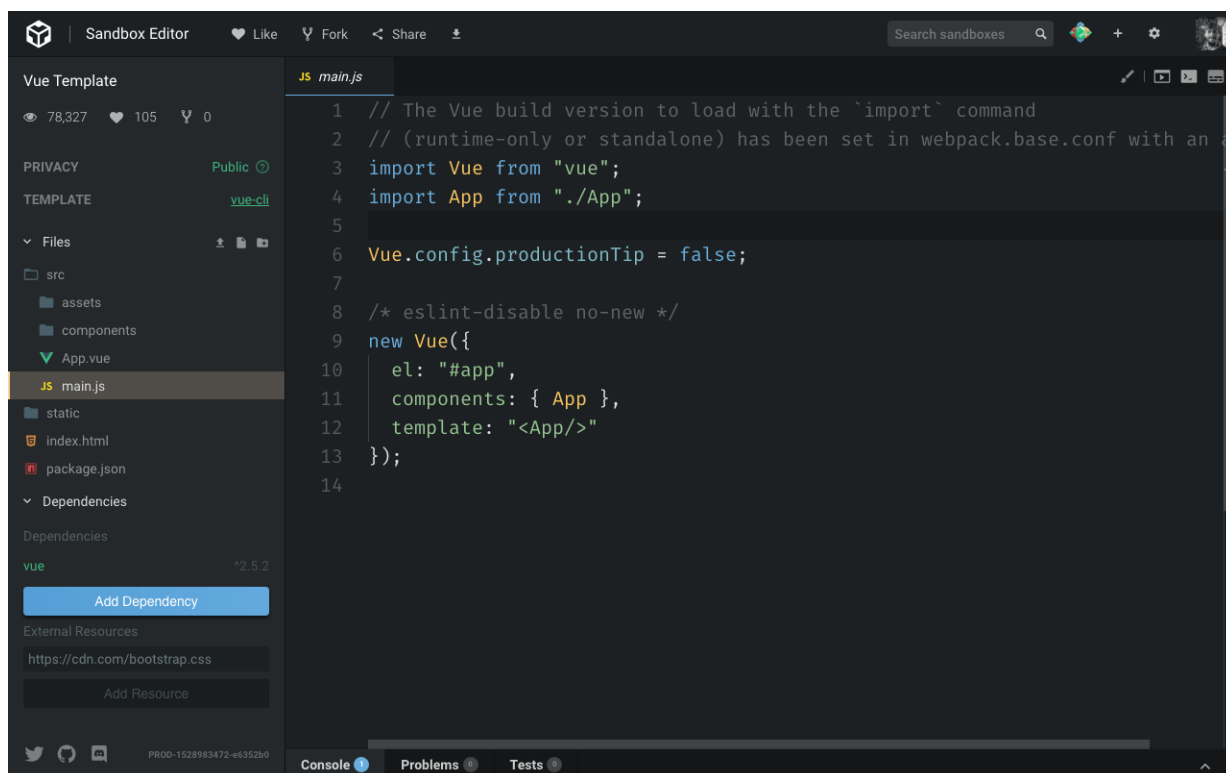 Sandbox Editor Like Fork Share Search sandboxes
Vue Template
78,327 105 0
PRIVACY Public
TEMPLATE vue-cli
Files
src
assets
components
App.vue
JS main.js
static
index.html
package.json
Dependencies
Dependencies
vue ^2.5.2
Add Dependency
External Resources
https://cdn.com/bootstrap.css
Add Resource
PROD-1528983472-e6352b0
JS main.js
1 // The Vue build version to load with the `import` command
2 // (runtime-only or standalone) has been set in webpack.base.conf with an
3 import Vue from "vue";
4 import App from "./App";
5
6 Vue.config.productionTip = false;
7
8 /* eslint-disable no-new */
9 new Vue({
10 el: "#app",
11 components: { App },
12 template: "<App/>"
13 });
14
Console 1 Problems 0 Tests 0